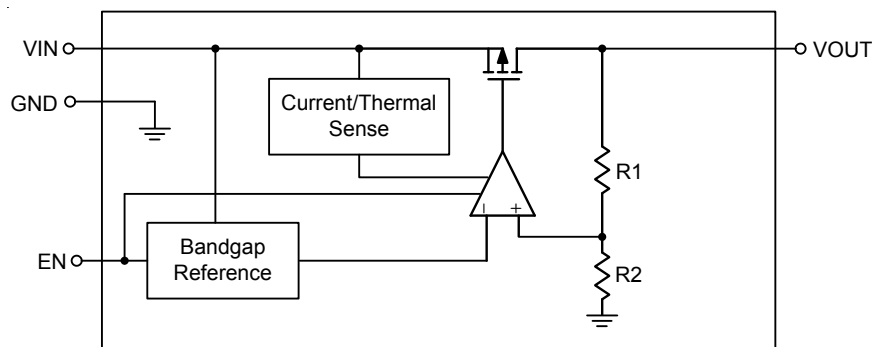 VIN
VOUT
GND
Current/Thermal
Sense
R1
− +
EN
Bandgap
Reference
R2